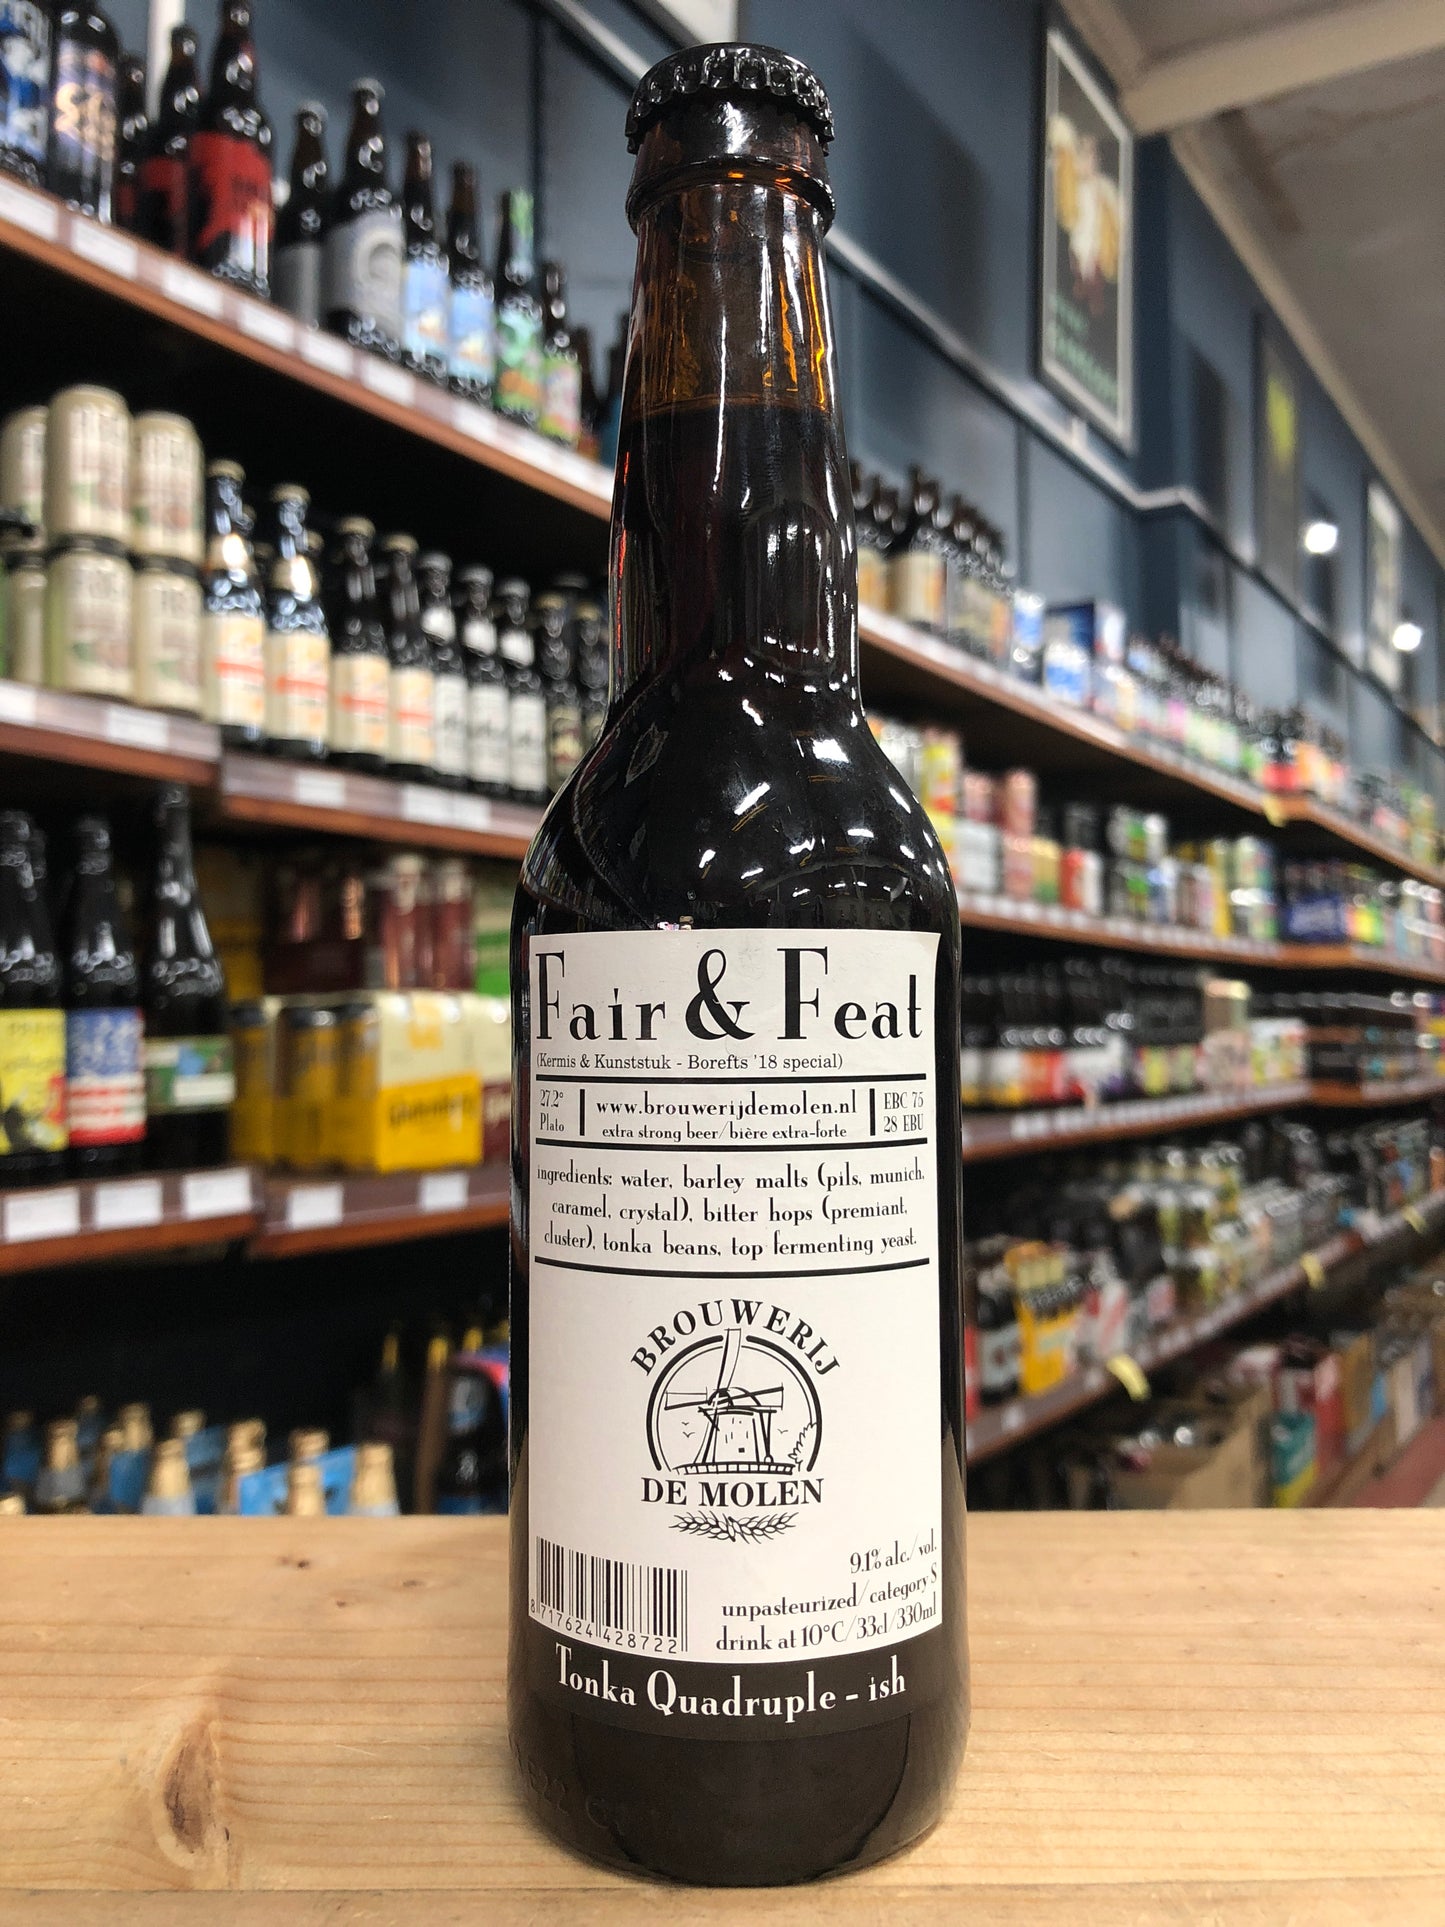 Fair & Feat
(Kermis & Kunststuk - Borefts '18 special)
27.2°
Plato
www.brouwerijdemolen.nl
extra strong beer/bière extra-forte
EBC 75
28 EBU
ingredients: water, barley malts (pils, munich,
caramel, crystal), bitter hops (premiant,
cluster), tonka beans, top fermenting yeast.
BROUWERIJ
DE MOLEN
9.1% alc./vol.
unpasteurized/category S
drink at 10°C/33cl/330ml
8 717624 428722
Tonka Quadruple - ish